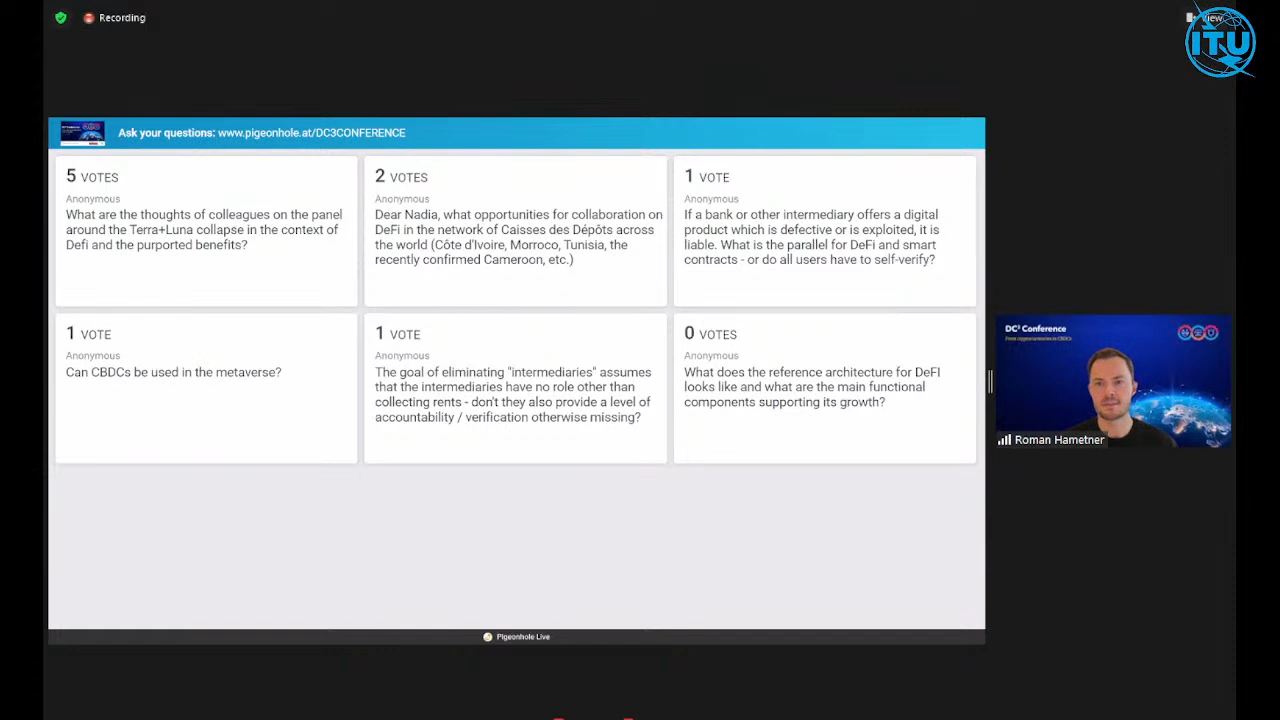 Recording
View
ITU
Ask your questions: www.pigeonhole.at/DC3CONFERENCE
5 VOTES
Anonymous
What are the thoughts of colleagues on the panel
around the Terra+Luna collapse in the context of
Defi and the purported benefits?
2 VOTES
Anonymous
Dear Nadia, what opportunities for collaboration on
DeFi in the network of Caisses des Dépôts across
the world (Côte d'Ivoire, Morroco, Tunisia, the
recently confirmed Cameroon, etc.)
1 VOTE
Anonymous
If a bank or other intermediary offers a digital
product which is defective or is exploited, it is
liable. What is the parallel for DeFi and smart
contracts - or do all users have to self-verify?
1 VOTE
Anonymous
Can CBDCs be used in the metaverse?
1 VOTE
Anonymous
The goal of eliminating "intermediaries" assumes
that the intermediaries have no role other than
collecting rents - don't they also provide a level of
accountability / verification otherwise missing?
0 VOTES
Anonymous
What does the reference architecture for DeFI
looks like and what are the main functional
components supporting its growth?
DC³ Conference
From cryptocurrencies to CBDCs
Roman Hametner
Pigeonhole Live